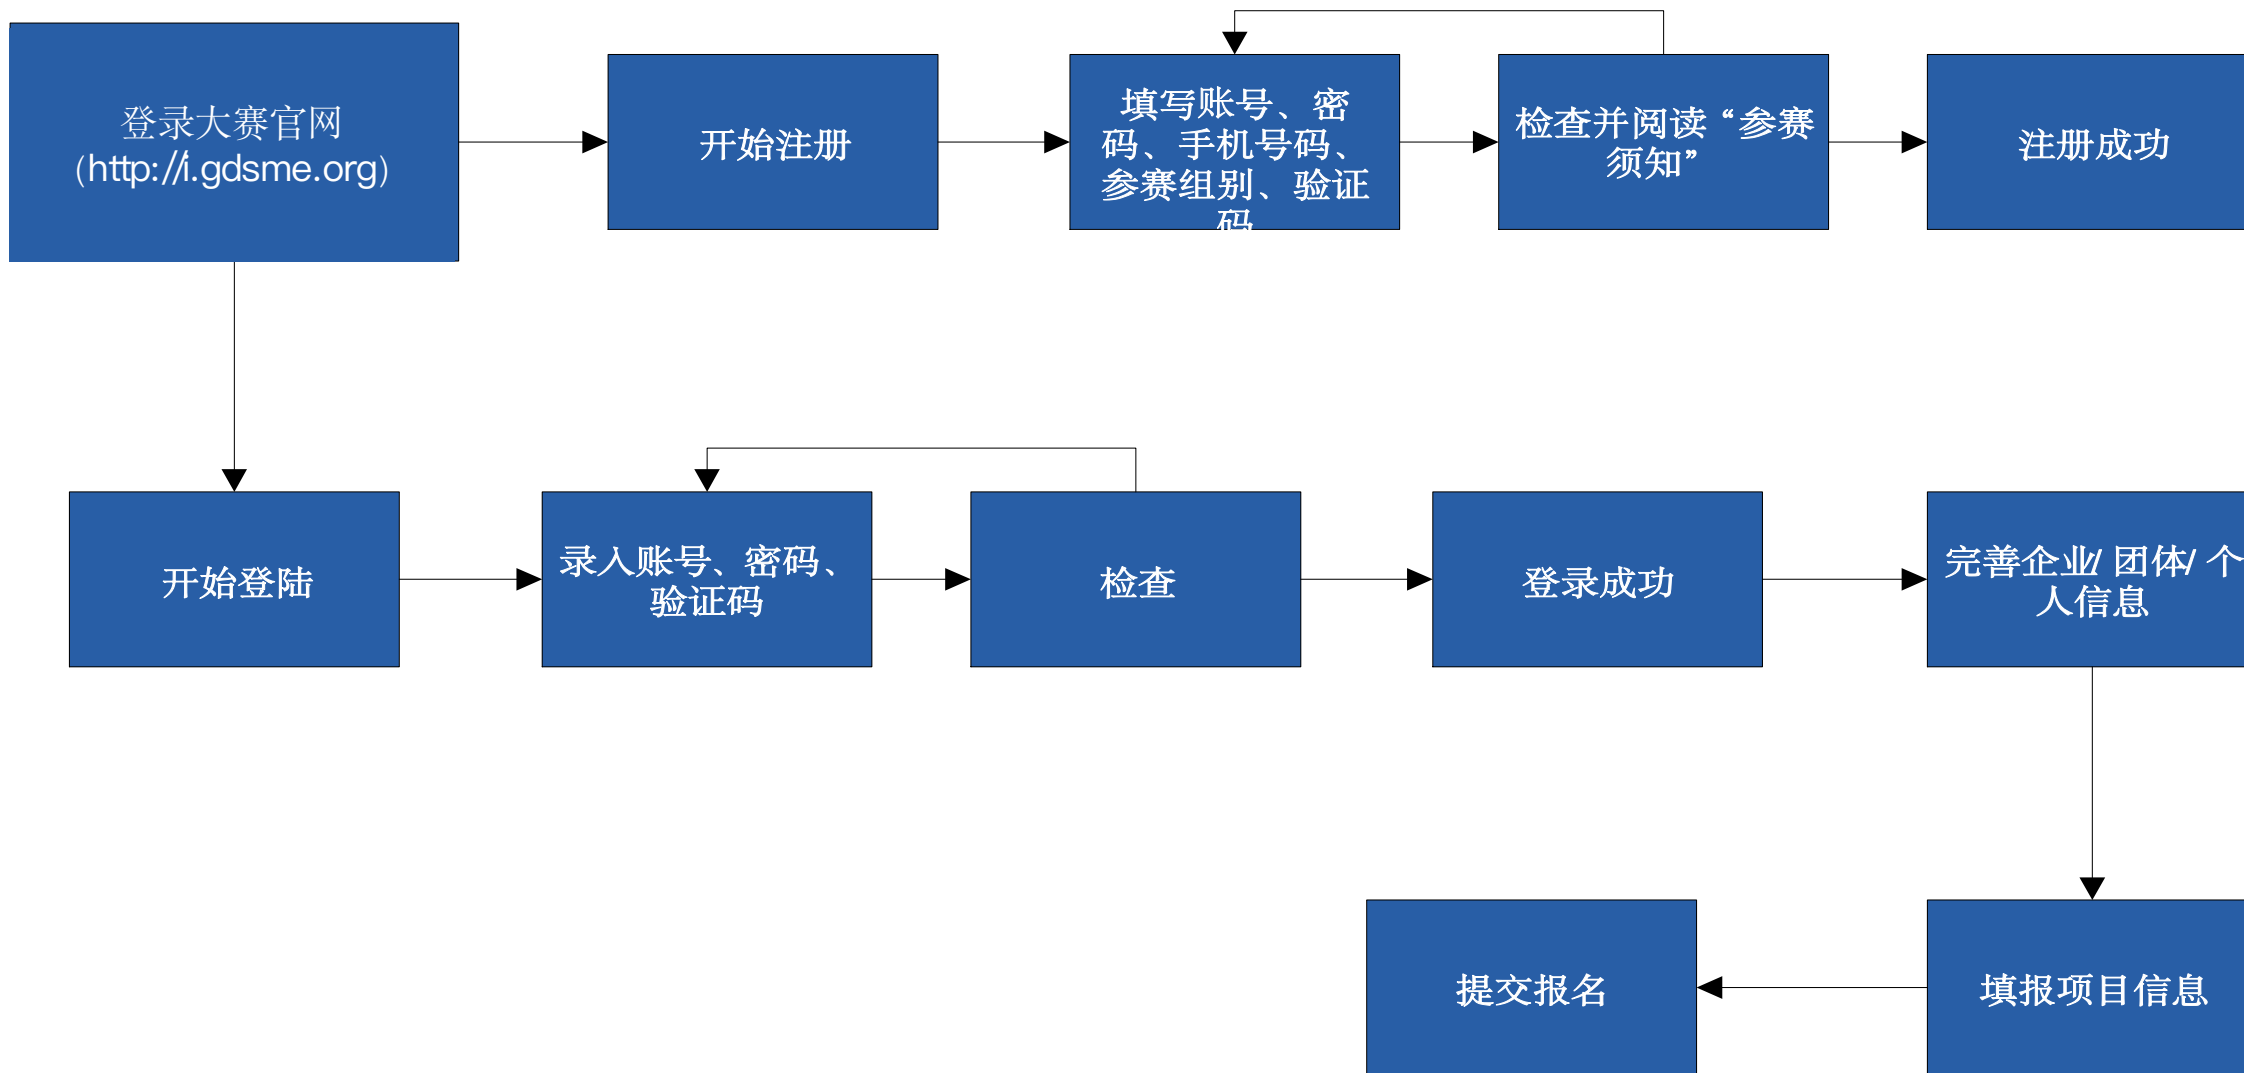 登录大赛官网
(http://i.gdsme.org)
开始注册
填写账号、密
码、手机号码、
参赛组别、验证
码
检查并阅读“参赛
须知”
注册成功
开始登陆
录入账号、密码、
验证码
检查
登录成功
完善企业/团体/个
人信息
提交报名
填报项目信息